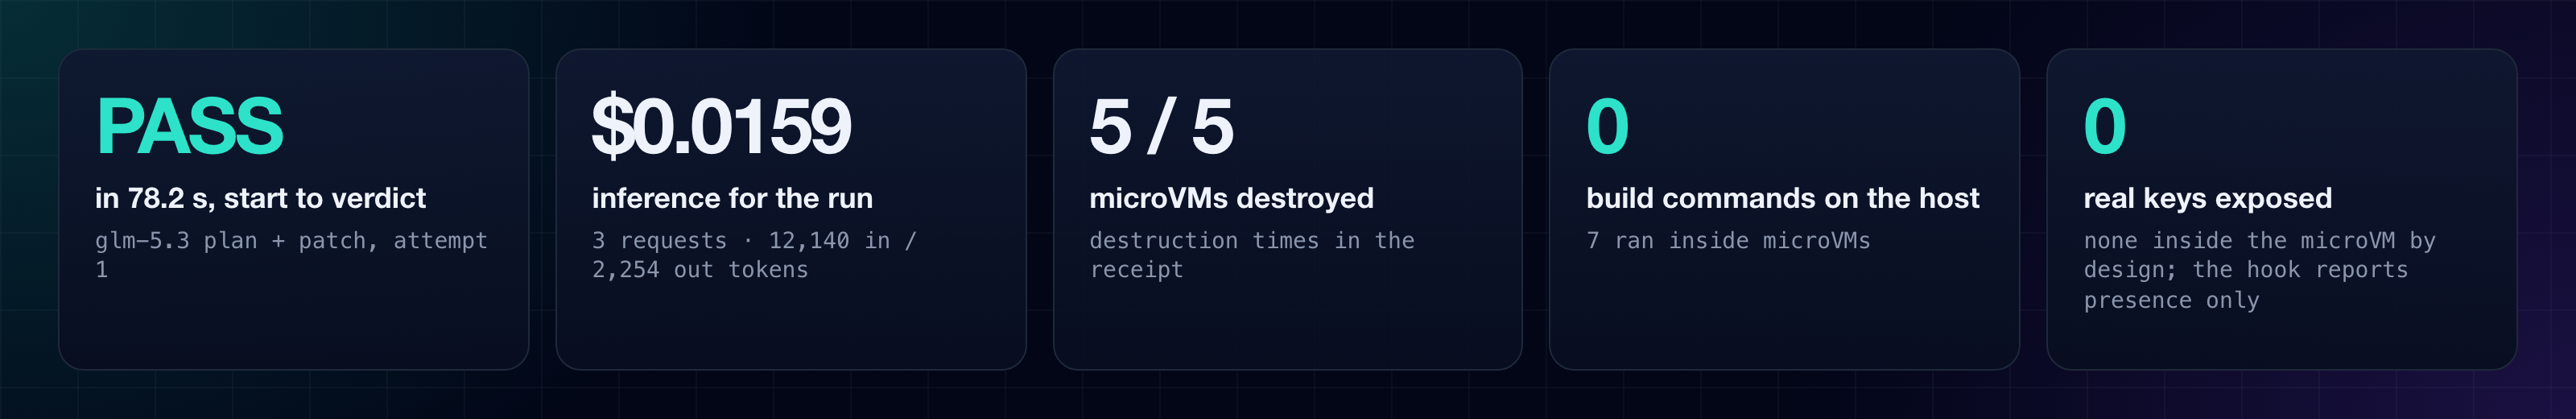 PASS
in 78.2 s, start to verdict
glm-5.3 plan + patch, attempt
1
$0.0159
inference for the run
3 requests · 12,140 in /
2,254 out tokens
5 / 5
microVMs destroyed
destruction times in the
receipt
0
build commands on the host
7 ran inside microVMs
0
real keys exposed
none inside the microVM by
design; the hook reports
presence only